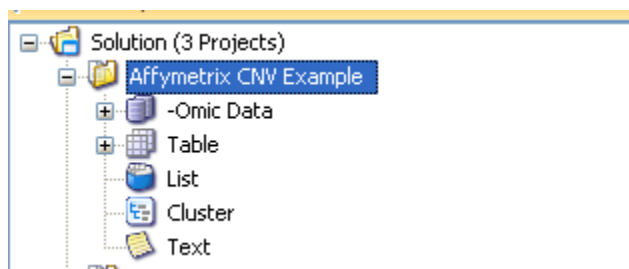 Solution (3 Projects)
Affymetrix CNV Example
-Omic Data
Table
List
Cluster
Text